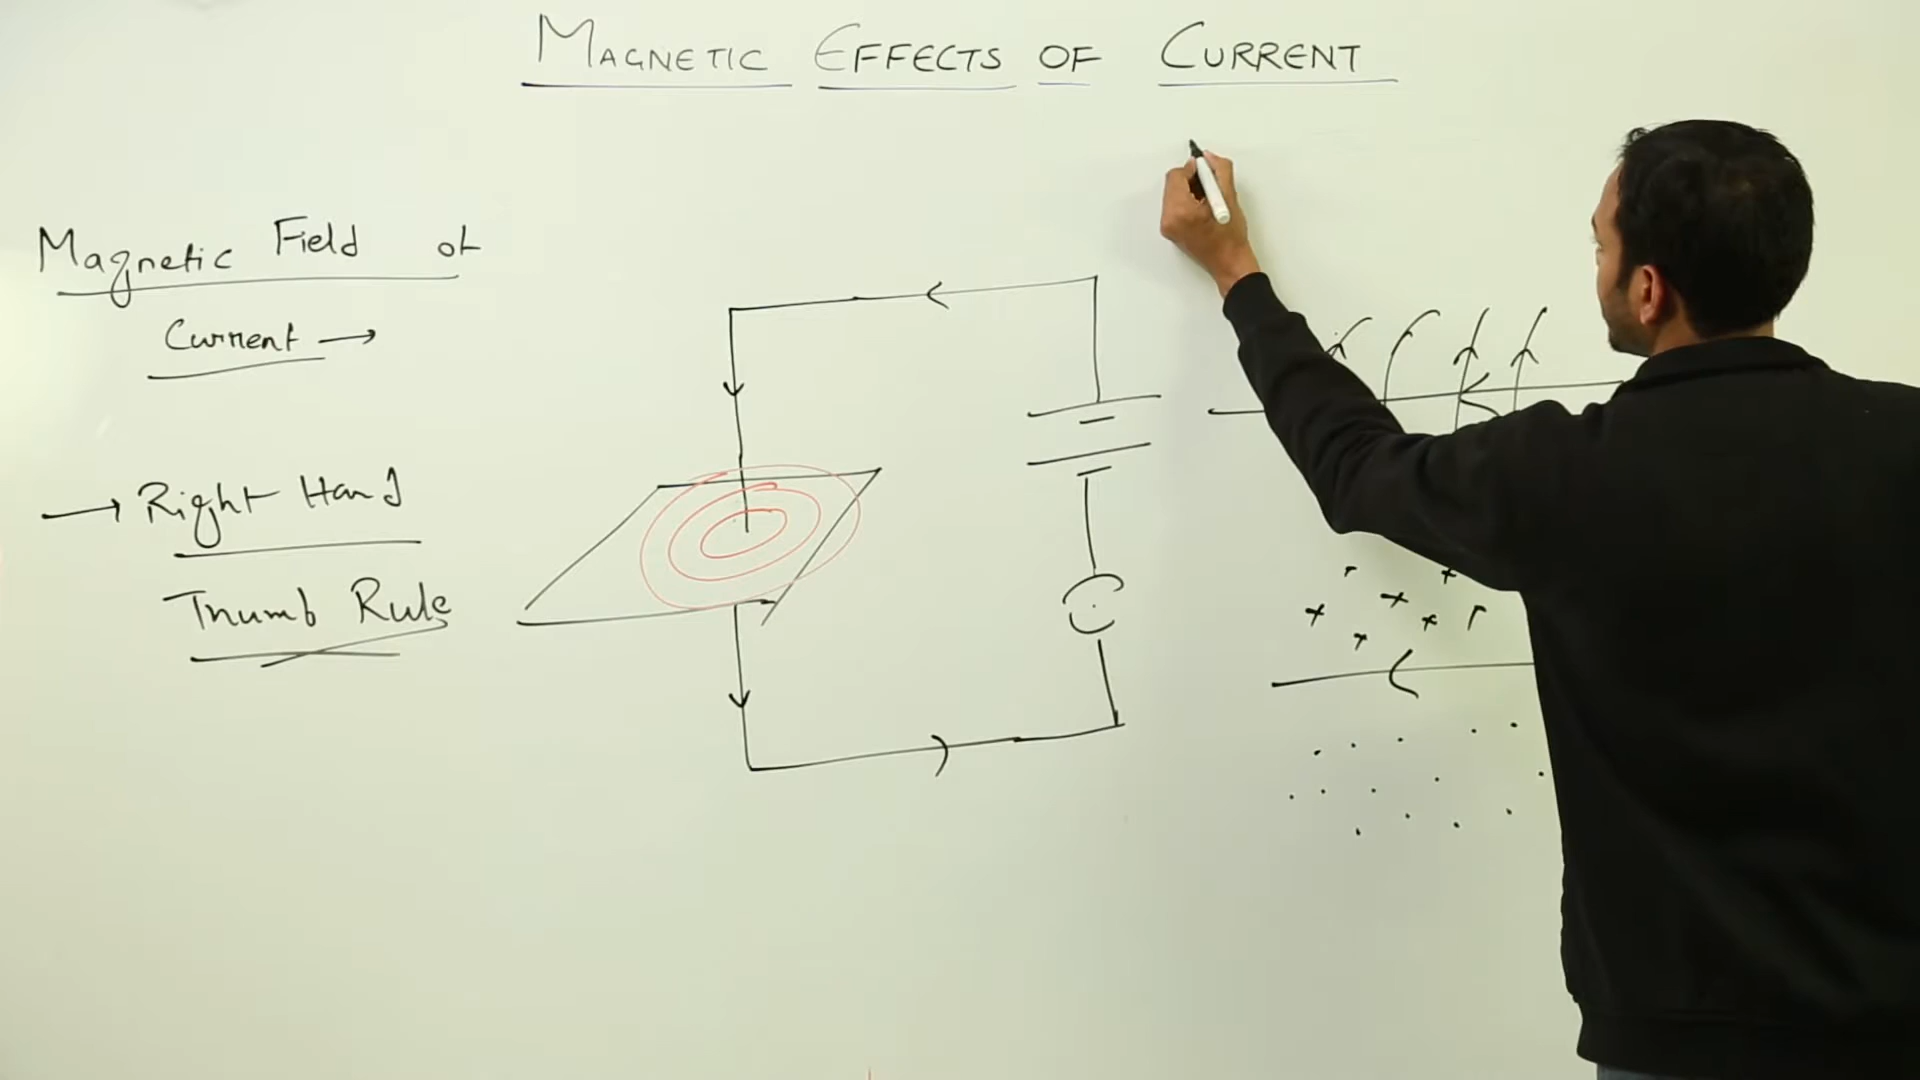 MAGNETIC EFFECTS OF CURRENT
Magnetic Field of
Current →
→ Right Hand
Thumb Rule